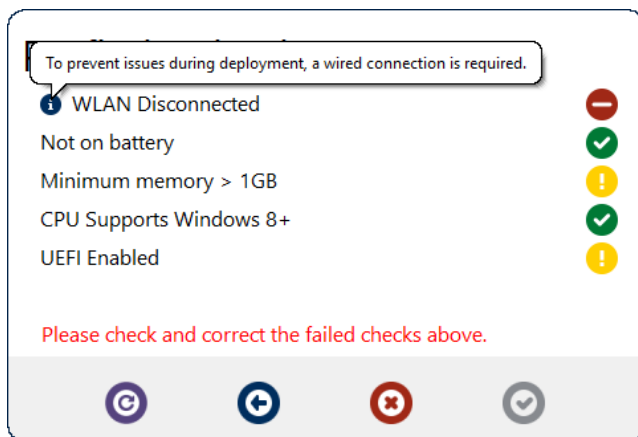 To prevent issues during deployment, a wired connection is required.
WLAN Disconnected
Not on battery
Minimum memory > 1GB
CPU Supports Windows 8+
UEFI Enabled
Please check and correct the failed checks above.